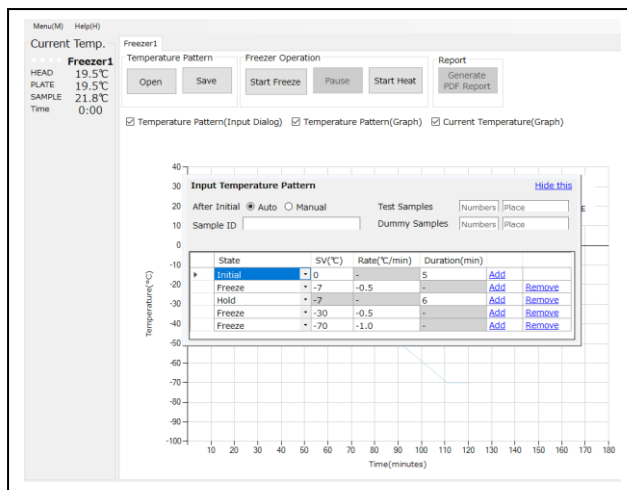 Menu(M) Help(H)
Current Temp.
Freezer1
HEAD 19.5℃
PLATE 19.5℃
SAMPLE 21.8℃
Time 0:00
Freezer1
Temperature Pattern
Open Save
Freezer Operation
Start Freeze Pause Start Heat
Report
Generate
PDF Report
Temperature Pattern(Input Dialog) Temperature Pattern(Graph) Current Temperature(Graph)
Input Temperature Pattern Hide this
After Initial Auto Manual Test Samples Numbers Place
Sample ID Dummy Samples Numbers Place
State SV(℃) Rate(℃/min) Duration(min)
Initial 0 - 5 Add
Freeze -7 -0.5 - Add Remove
Hold -7 - 6 Add Remove
Freeze -30 -0.5 - Add Remove
Freeze -70 -1.0 - Add Remove
E
Temperature(℃)
40
30
20
10
0
-10
-20
-30
-40
-50
-60
-70
-80
-90
-100
10 20 30 40 50 60 70 80 90 100 110 120 130 140 150 160 170 180
Time(minutes)